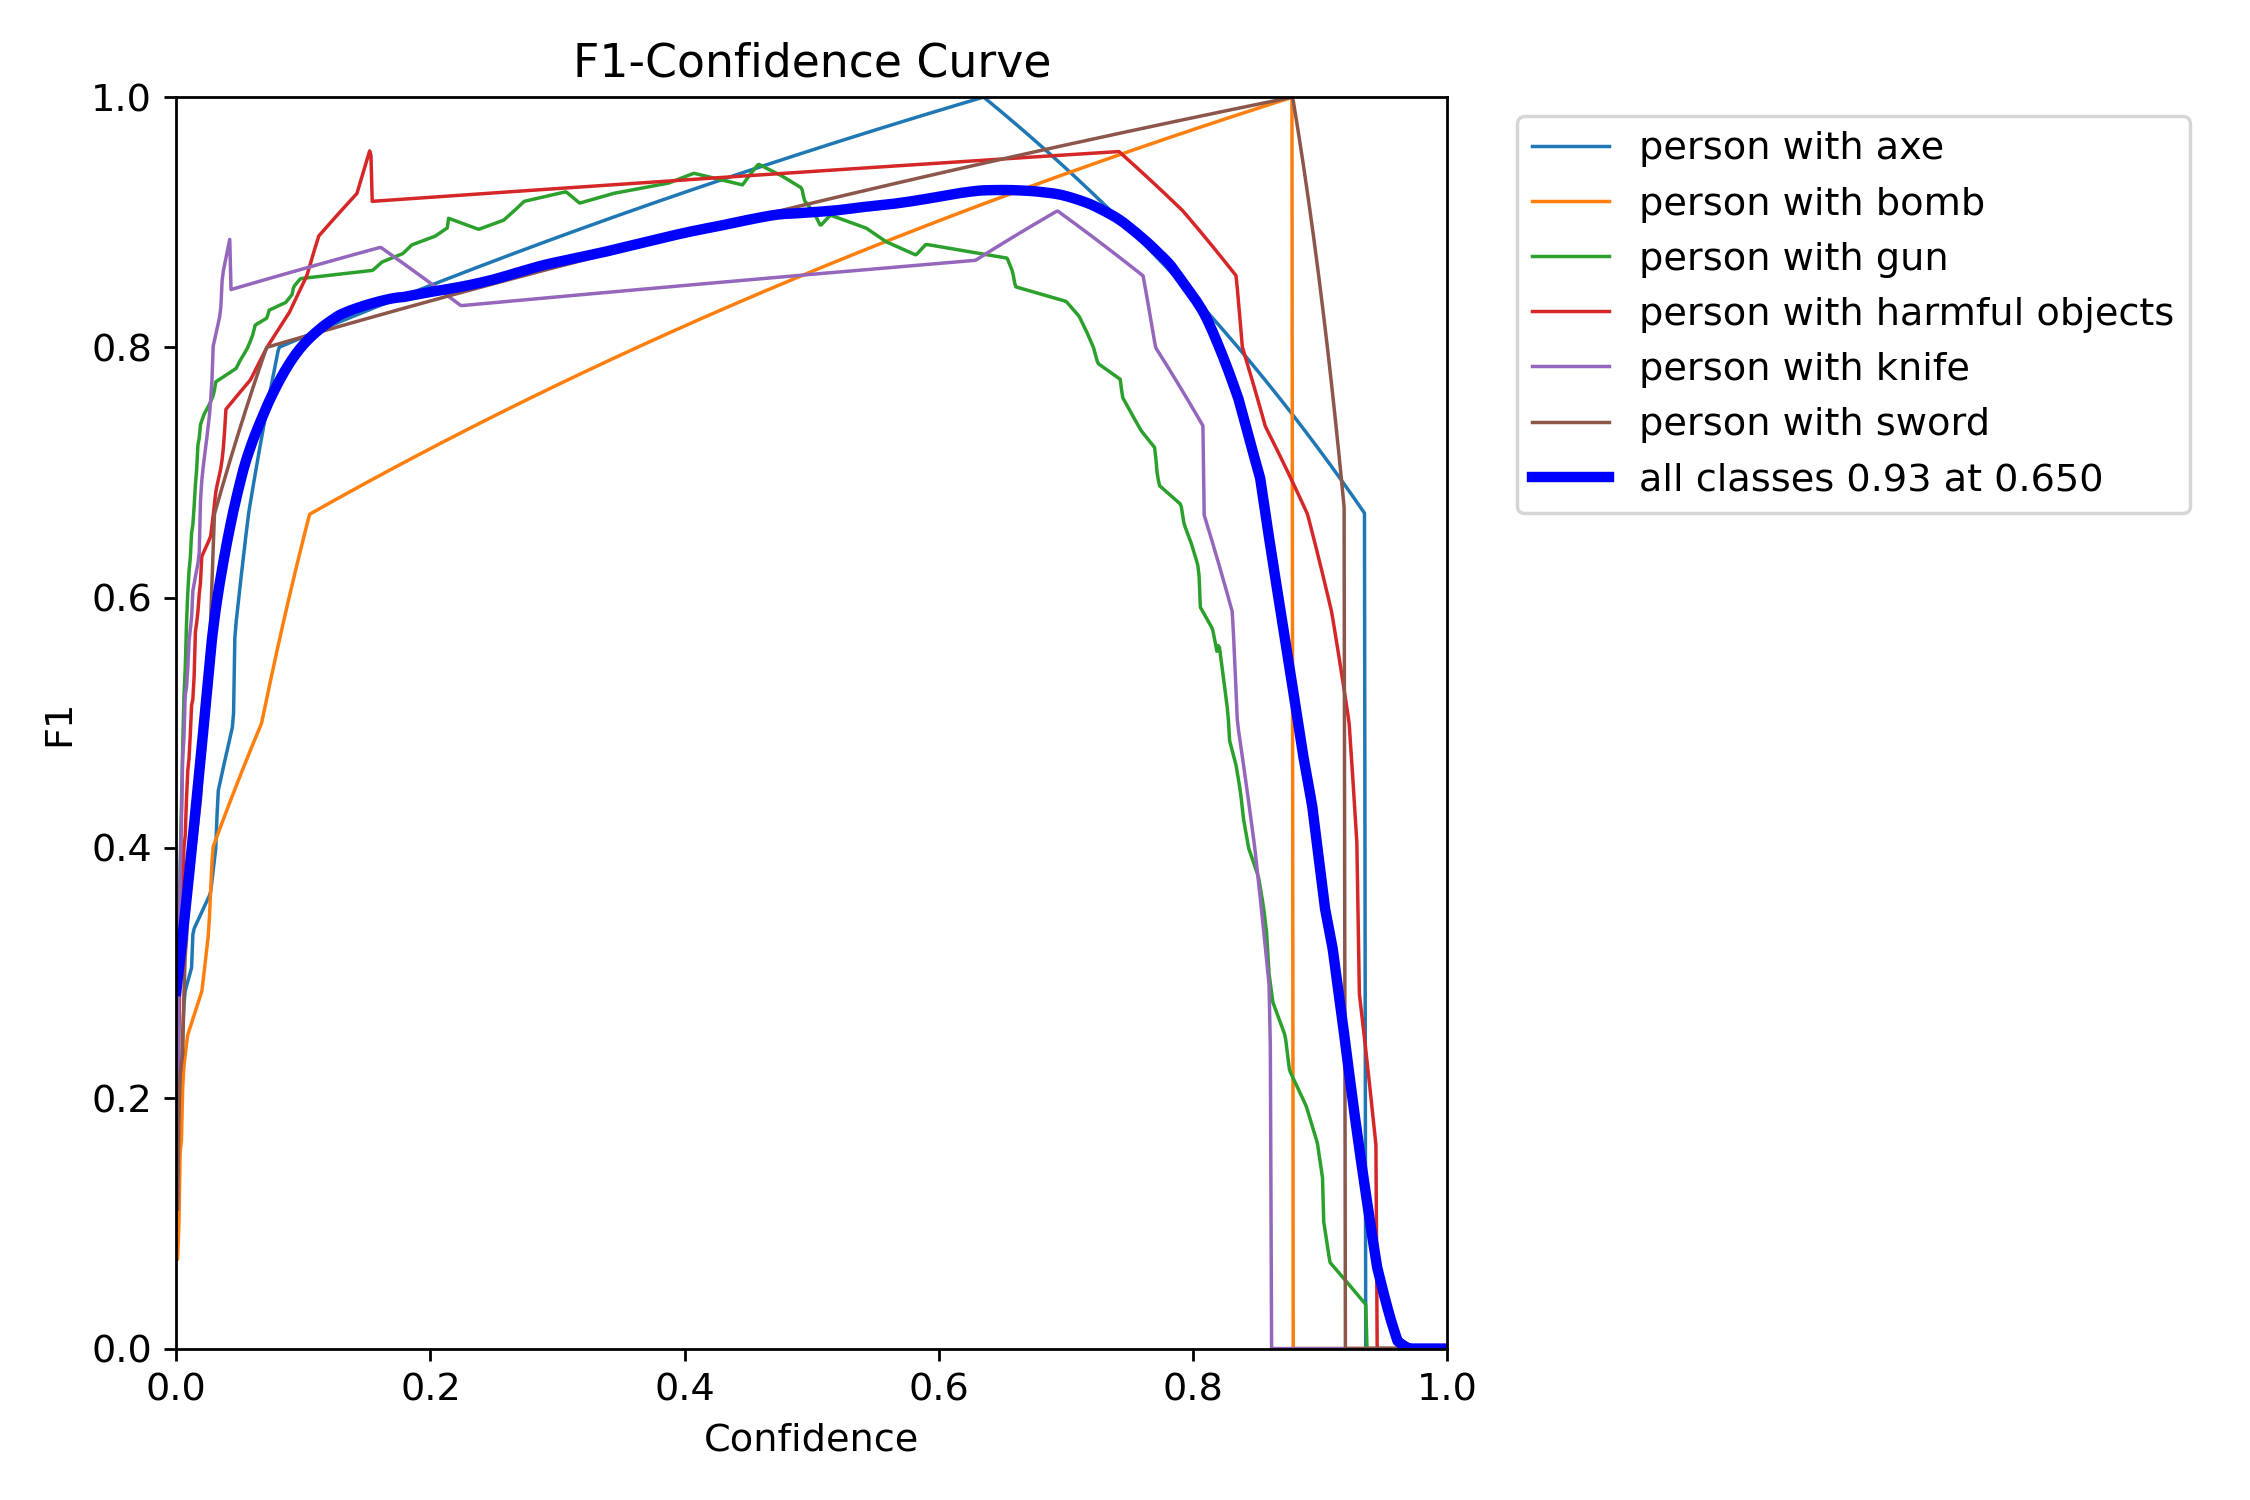 F1-Confidence Curve
1.0
0.8
0.6
0.4
0.2
0.0
F1
0.0 0.2 0.4 0.6 0.8 1.0
Confidence
person with axe
person with bomb
person with gun
person with harmful objects
person with knife
person with sword
all classes 0.93 at 0.650